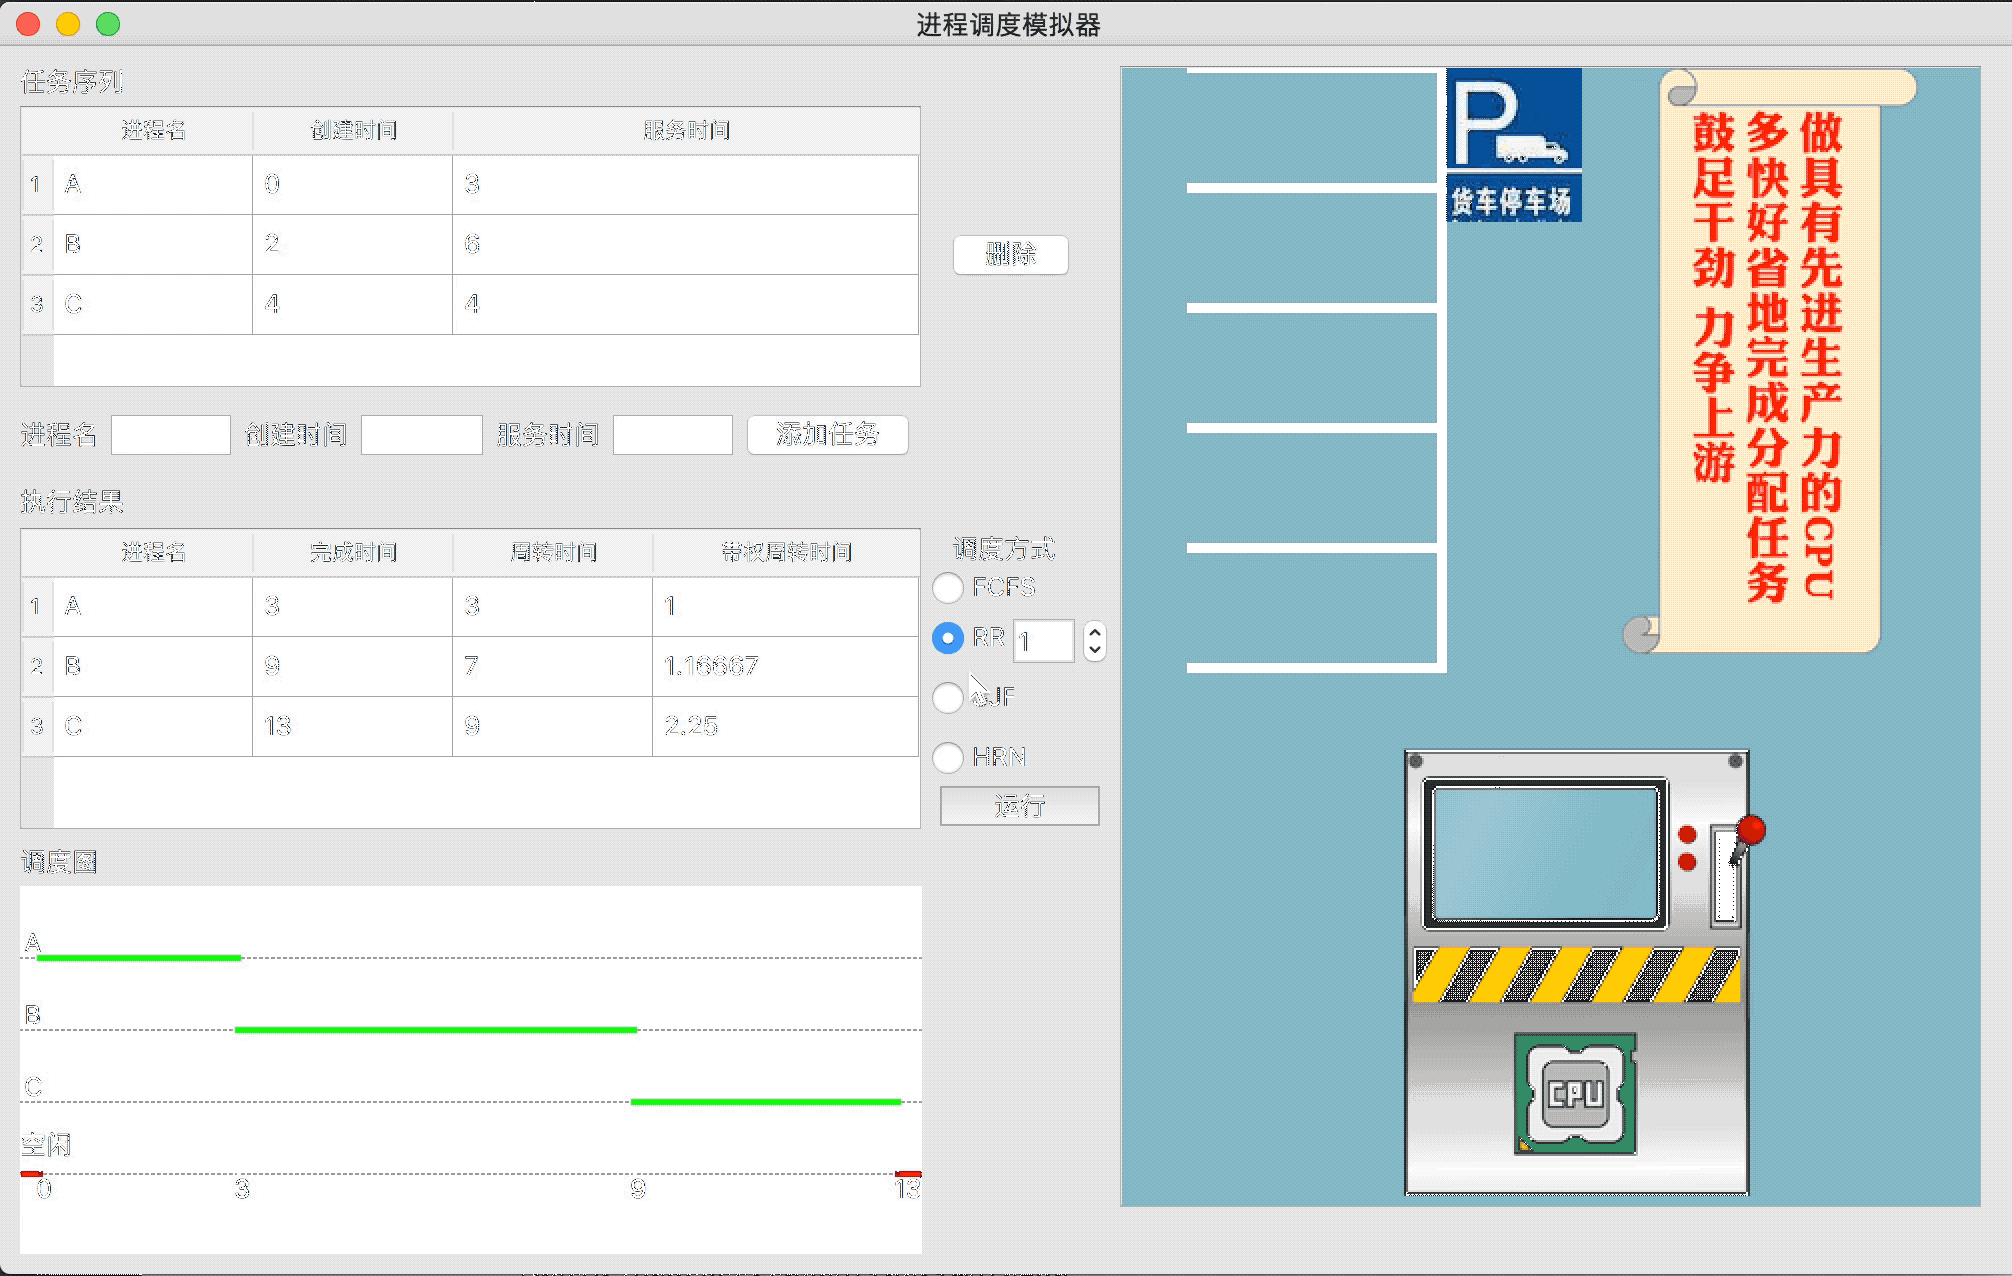 进程调度模拟器
任务序列
进程名 创建时间 服务时间
1 A 0 3
2 B 2 6
3 C 4 4
删除
进程名 创建时间 服务时间 添加任务
执行结果
进程名 完成时间 周转时间 带权周转时间
1 A 3 3 1
2 B 9 7 1.16667
3 C 13 9 2.25
调度方式
FCFS
RR 1
SJF
HRN
运行
调度图
A
B
C
空闲
0 3 9 13
P
货车停车场
做具有先进生产力的CPU
多快好省地完成分配任务
鼓足干劲 力争上游
CPU